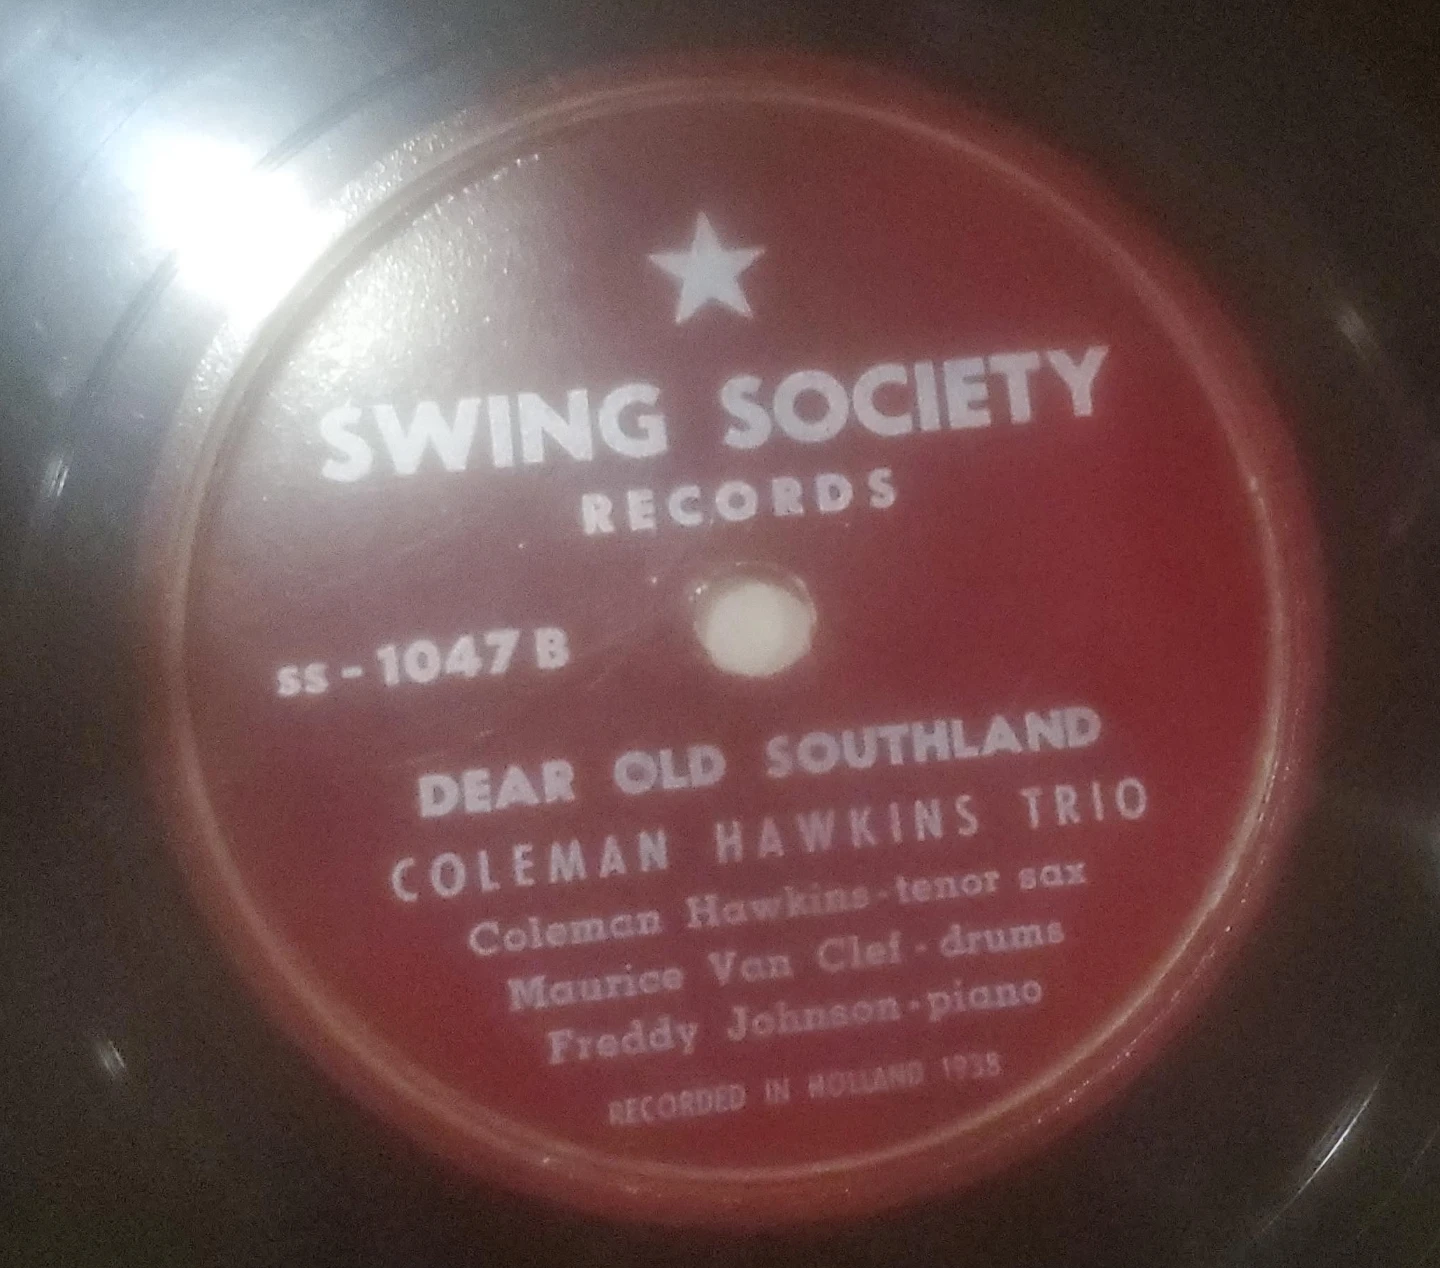 SWING SOCIETY
RECORDS
SS-1047 B
DEAR OLD SOUTHLAND
COLEMAN HAWKINS TRIO
Coleman Hawkins-tenor sax
Maurice Van Clef-drums
Freddy Johnson-piano
RECORDED IN HOLLAND 1938